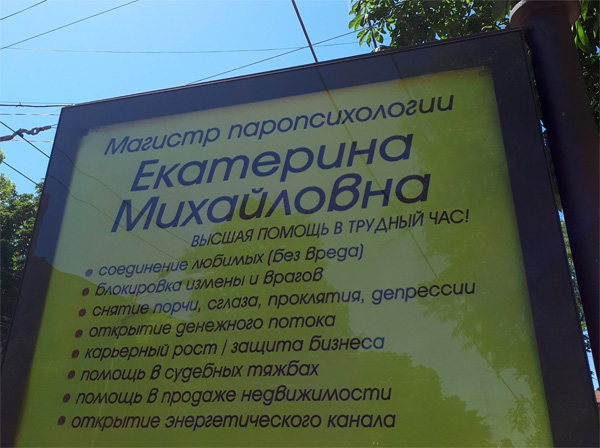 Магистр паропсихологии
Екатерина
Михайловна
ВЫСШАЯ ПОМОЩЬ В ТРУДНЫЙ ЧАС!
• соединение любимых (без вреда)
• блокировка измены и врагов
• снятие порчи, сглаза, проклятия, депрессии
• открытие денежного потока
• карьерный рост / защита бизнеса
• помощь в судебных тяжбах
• помощь в продаже недвижимости
• открытие энергетического канала